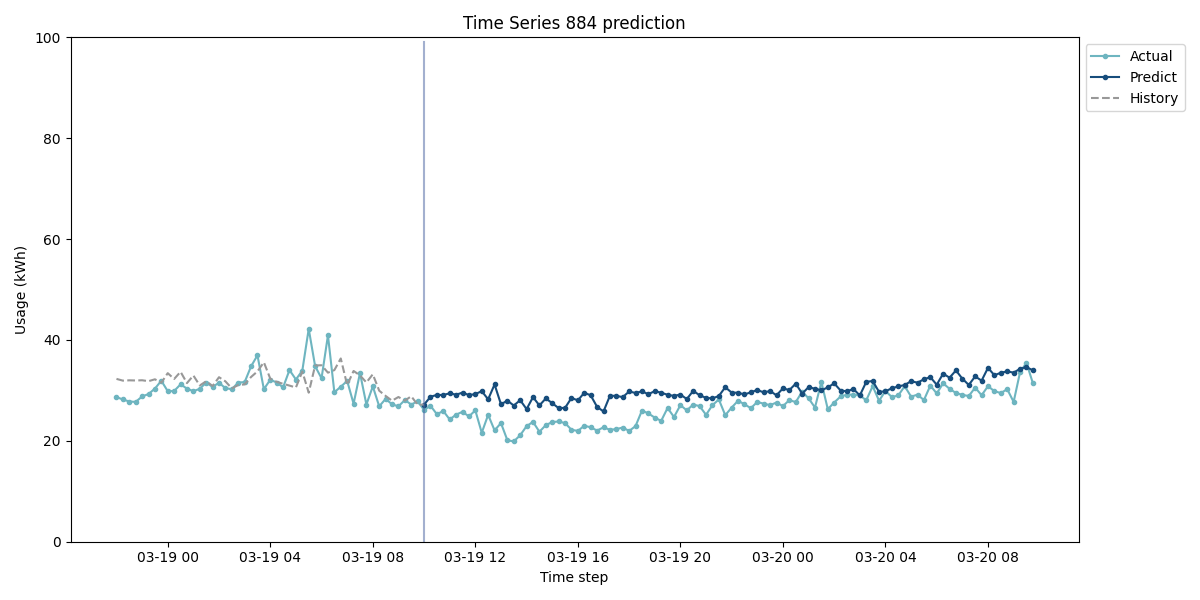 Time Series 884 prediction
Usage (kWh)
100
80
60
40
20
0
03-19 00
03-19 04
03-19 08
03-19 12
03-19 16
03-19 20
03-20 00
03-20 04
03-20 08
Time step
Actual
Predict
History